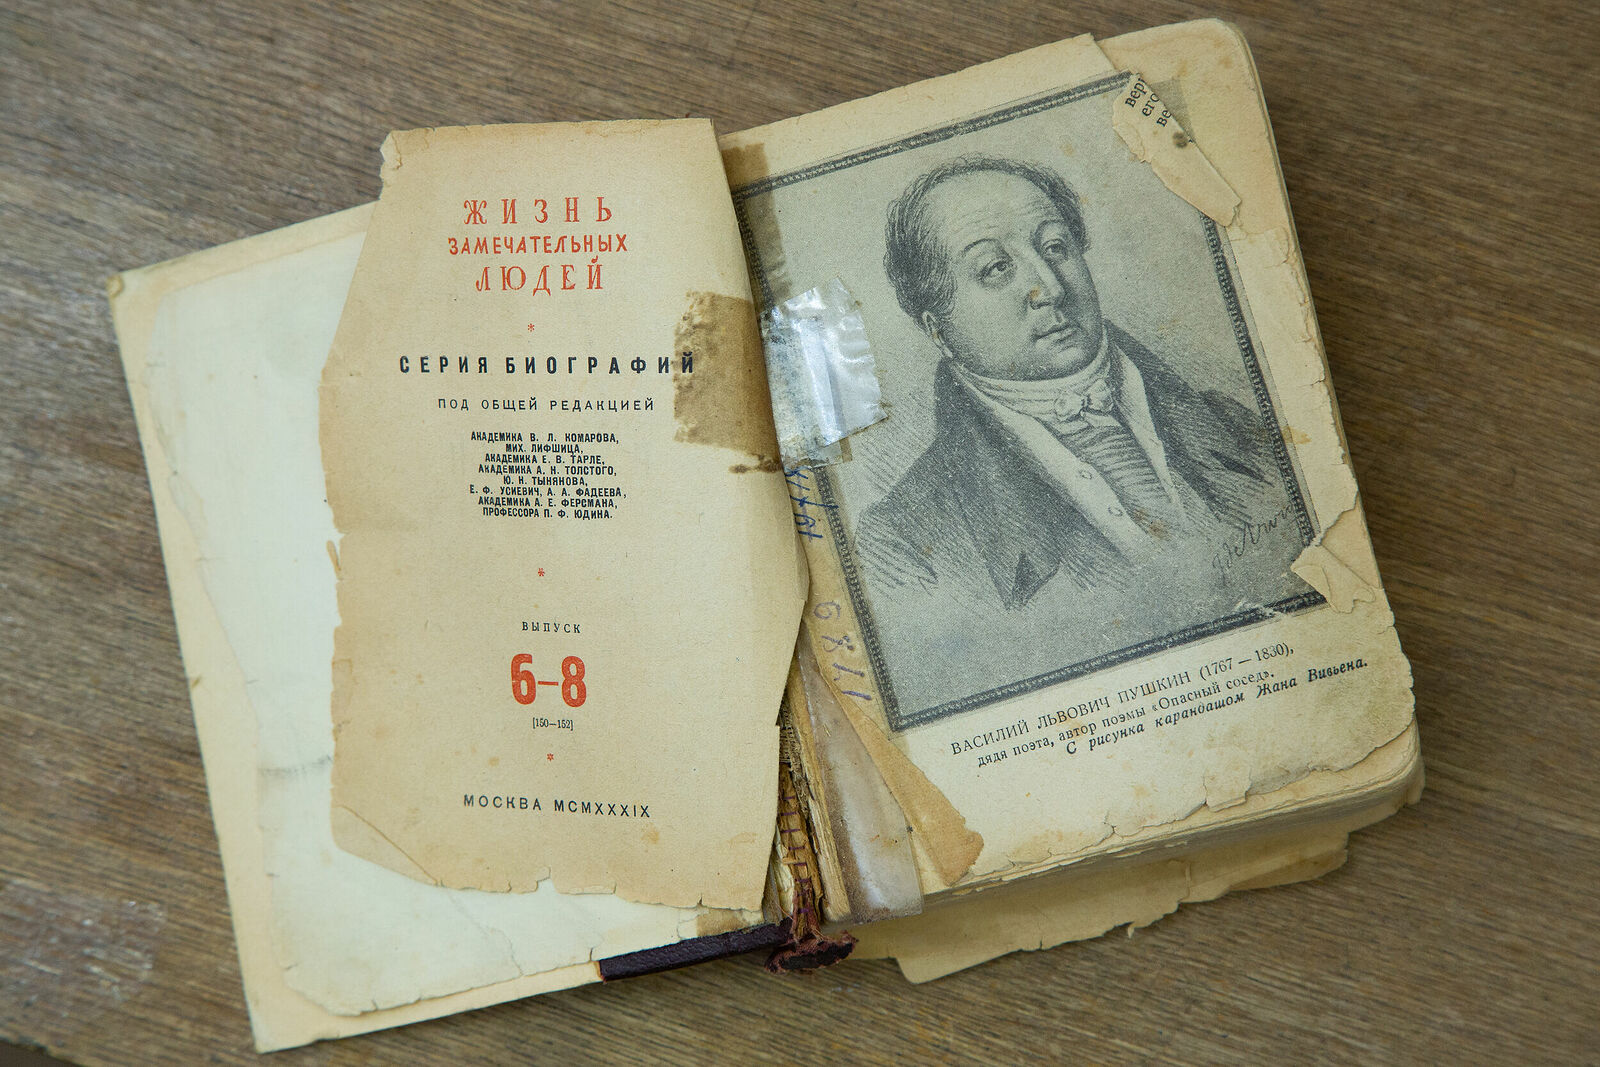 ЖИЗНЬ
ЗАМЕЧАТЕЛЬНЫХ
ЛЮДЕЙ
*
СЕРИЯ БИОГРАФИЙ
ПОД ОБЩЕЙ РЕДАКЦИЕЙ
АКАДЕМИКА В. Л. КОМАРОВА,
МИХ. ЛИФШИЦА,
АКАДЕМИКА Е. В. ТАРЛЕ,
АКАДЕМИКА А. Н. ТОЛСТОГО,
Ю. Н. ТЫНЯНОВА,
Е. Ф. УСИЕВИЧ, А. А. ФАДЕЕВА,
АКАДЕМИКА А. Е. ФЕРСМАНА,
ПРОФЕССОРА П. Ф. ЮДИНА.
*
ВЫПУСК
6–8
[150–152]
*
МОСКВА MCMXXXIX
его
ВАСИЛИЙ ЛЬВОВИЧ ПУШКИН (1767 — 1830),
дядя поэта, автор поэмы «Опасный сосед».
С рисунка карандашом Жана Вивьена.